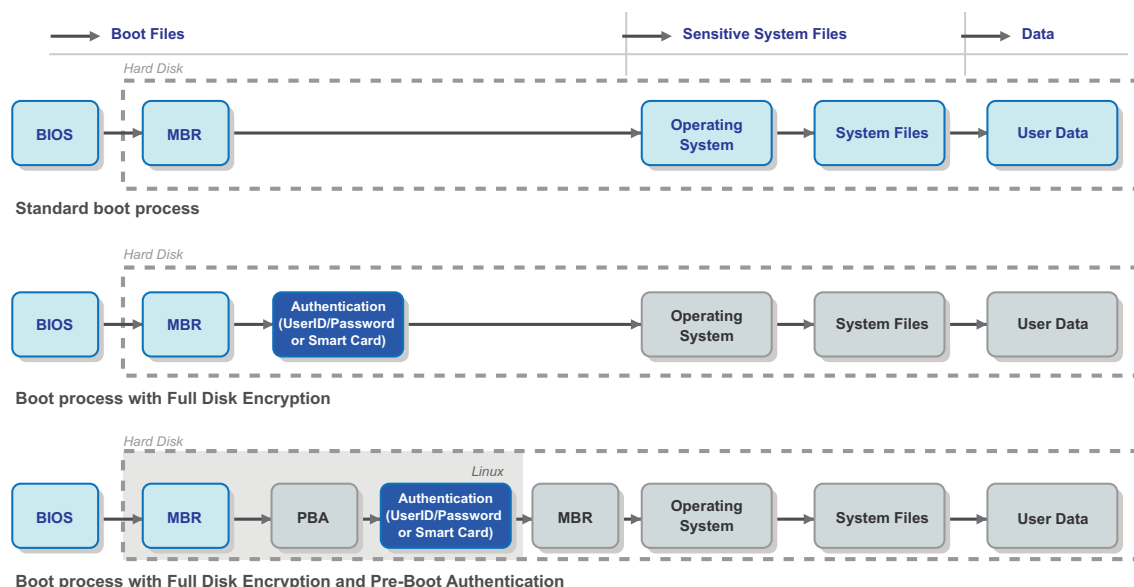 Boot Files
Sensitive System Files
Data
Hard Disk
BIOS
MBR
Operating
System
System Files
User Data
Standard boot process
Hard Disk
BIOS
MBR
Authentication
(UserID/Password
or Smart Card)
Operating
System
System Files
User Data
Boot process with Full Disk Encryption
Hard Disk
Linux
BIOS
MBR
PBA
Authentication
(UserID/Password
or Smart Card)
MBR
Operating
System
System Files
User Data
Boot process with Full Disk Encryption and Pre-Boot Authentication